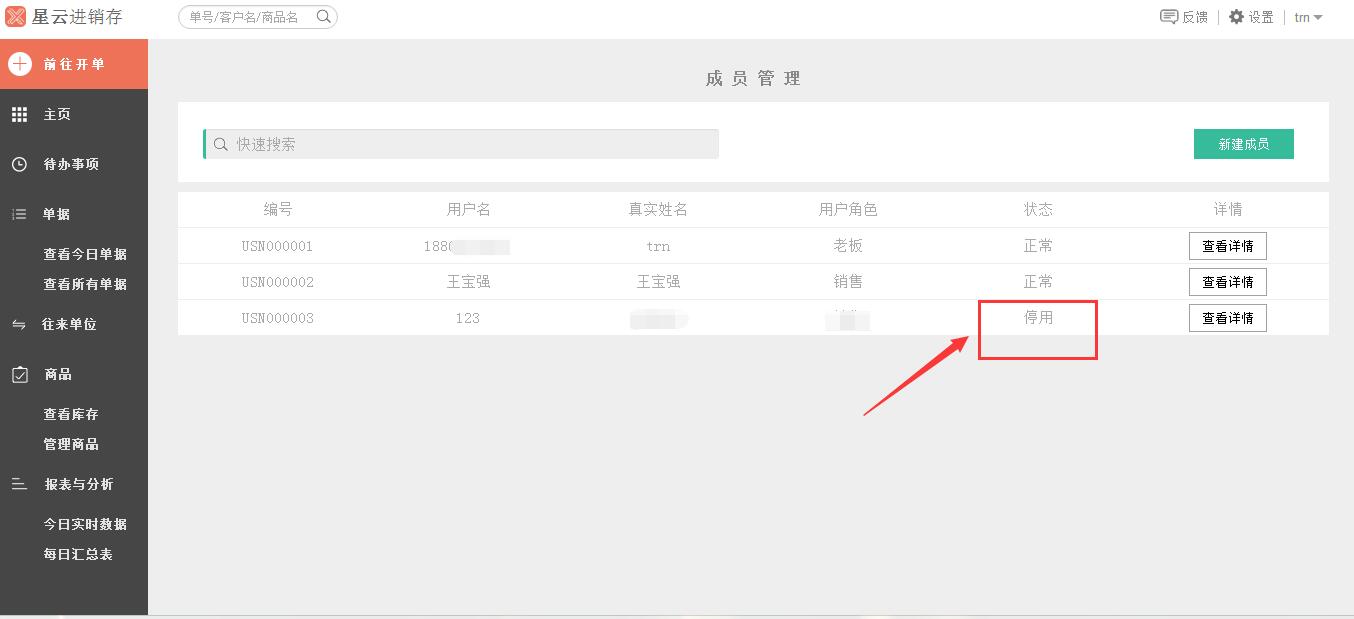 星云进销存
单号/客户名/商品名
反馈
设置
trn
前往开单
主页
待办事项
单据
查看今日单据
查看所有单据
往来单位
商品
查看库存
管理商品
报表与分析
今日实时数据
每日汇总表
成员管理
快速搜索
新建成员
编号 用户名 真实姓名 用户角色 状态 详情
USN000001 188 trn 老板 正常 查看详情
USN000002 王宝强 王宝强 销售 正常 查看详情
USN000003 123 停用 查看详情